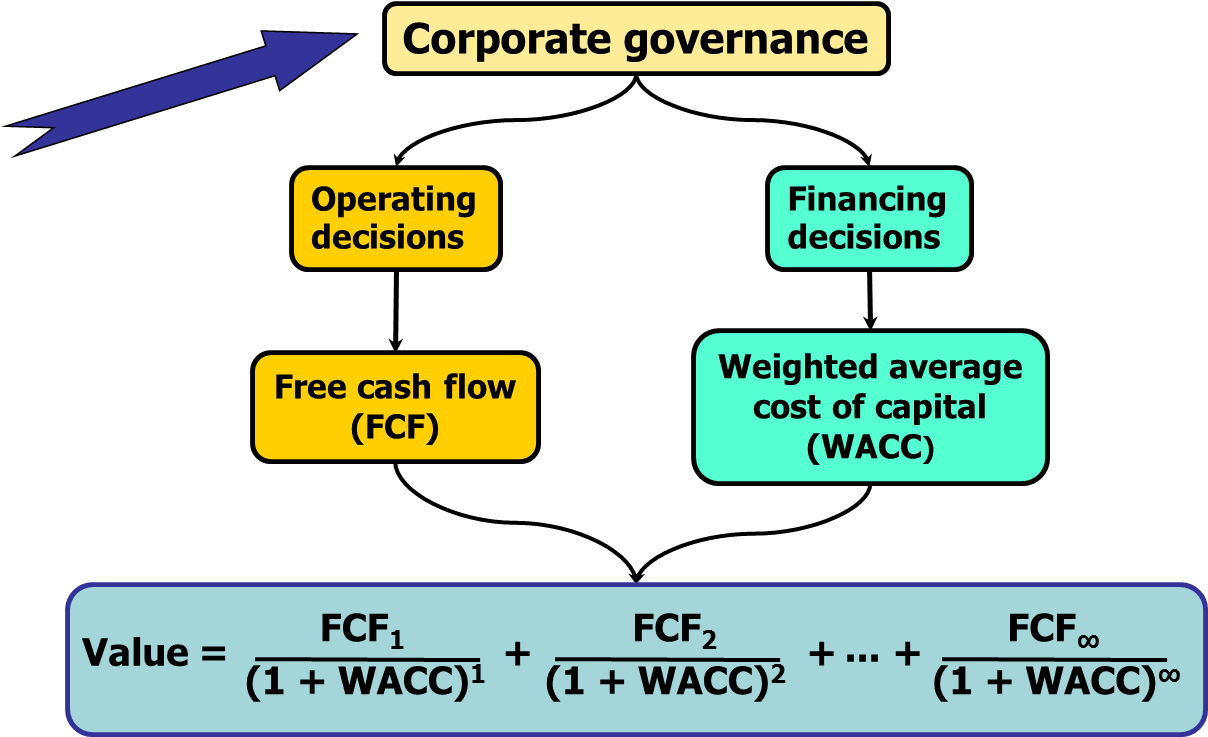 Corporate governance
Operating
decisions
Financing
decisions
Free cash flow
(FCF)
Weighted average
cost of capital
(WACC)
Value = FCF₁/(1 + WACC)¹ + FCF₂/(1 + WACC)² + ... + FCF∞/(1 + WACC)^∞